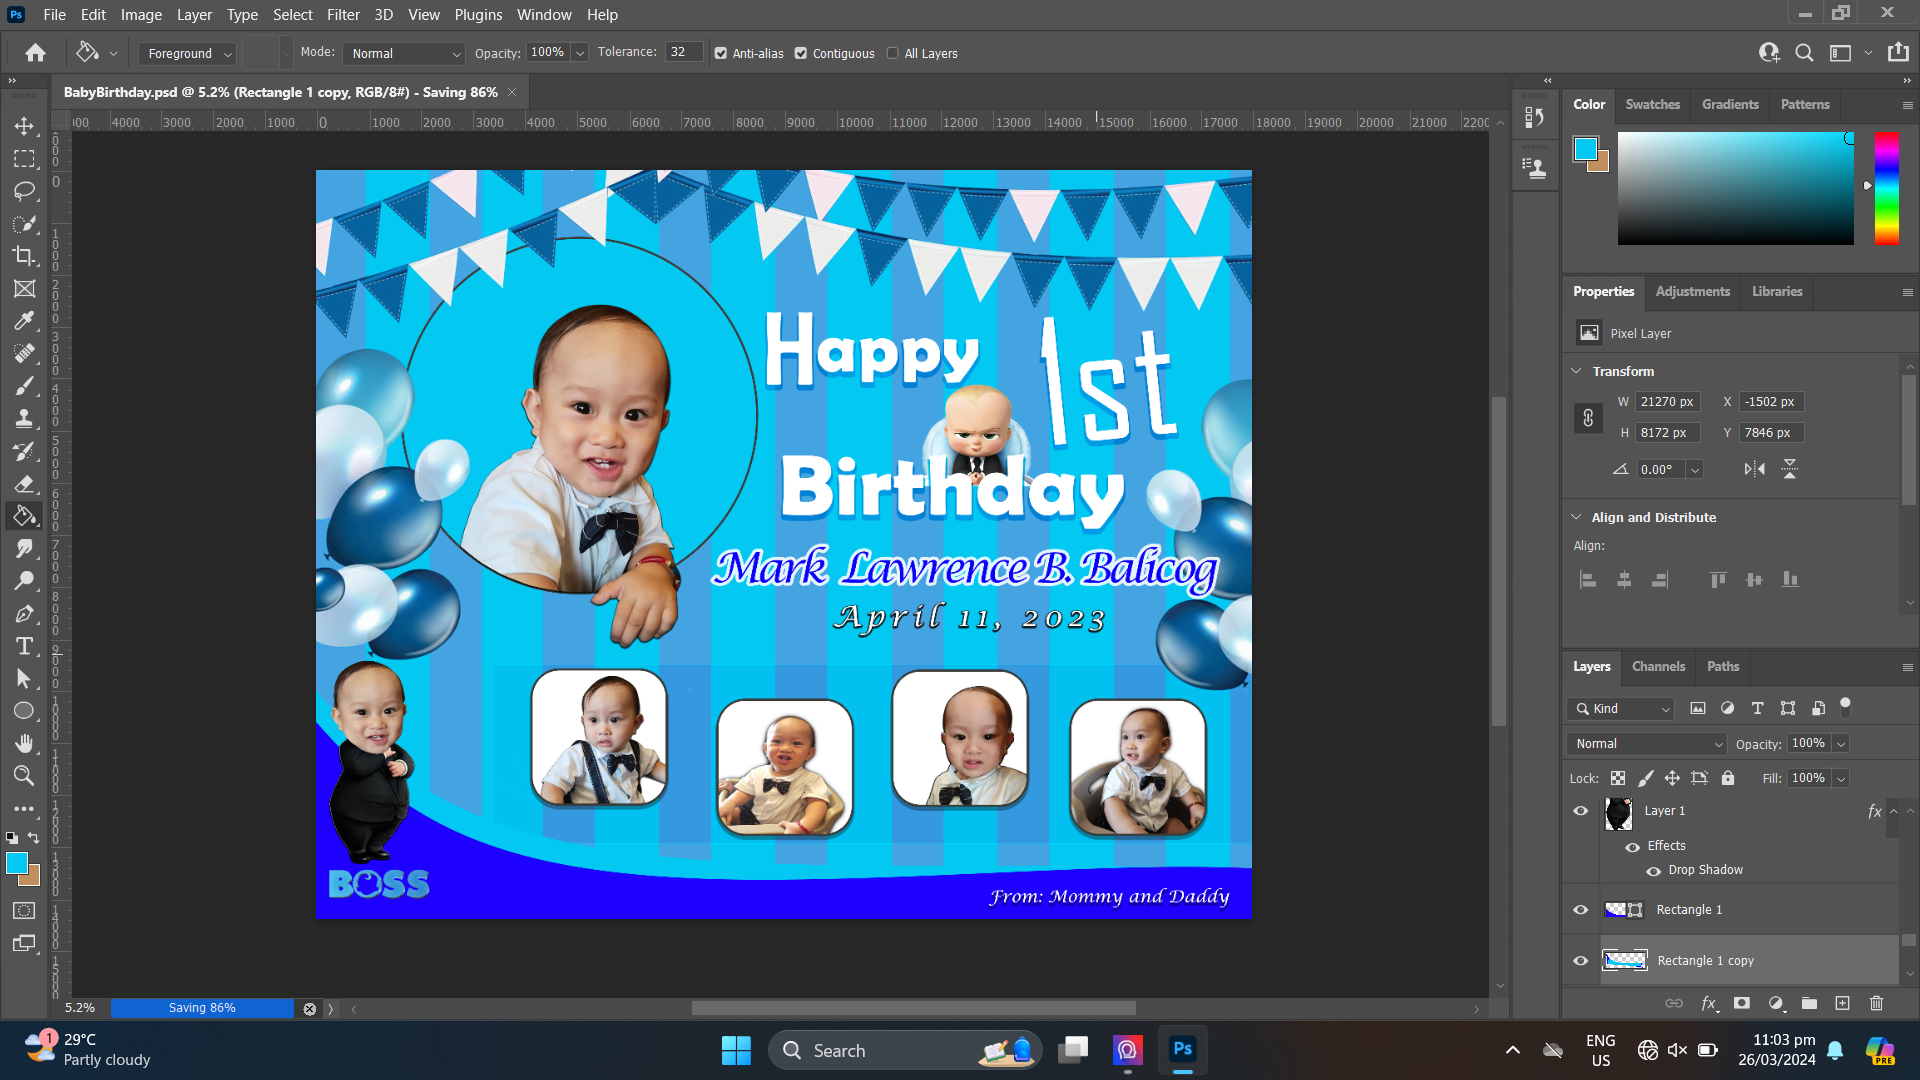 Ps File Edit Image Layer Type Select Filter 3D View Plugins Window Help
Foreground Mode: Normal Opacity: 100% Tolerance: 32 Anti-alias Contiguous All Layers
BabyBirthday.psd @ 5.2% (Rectangle 1 copy, RGB/8#) - Saving 86%
4000 3000 2000 1000 0 1000 2000 3000 4000 5000 6000 7000 8000 9000 10000 11000 12000 13000 14000 15000 16000 17000 18000 19000 20000 21000
Color Swatches Gradients Patterns
Properties Adjustments Libraries
Pixel Layer
Transform
W 21270 px X -1502 px
H 8172 px Y 7846 px
0.00°
Align and Distribute
Align:
Happy 1st
Birthday
Mark Lawrence B. Balicog
April 11, 2023
BOSS
From: Mommy and Daddy
Layers Channels Paths
Kind
Normal Opacity: 100%
Lock: Fill: 100%
Layer 1 fx
Effects
Drop Shadow
Rectangle 1
Rectangle 1 copy
fx
5.2% Saving 86%
1 29°C
Partly cloudy
Search
Ps
ENG
US
11:03 pm
26/03/2024
PRE